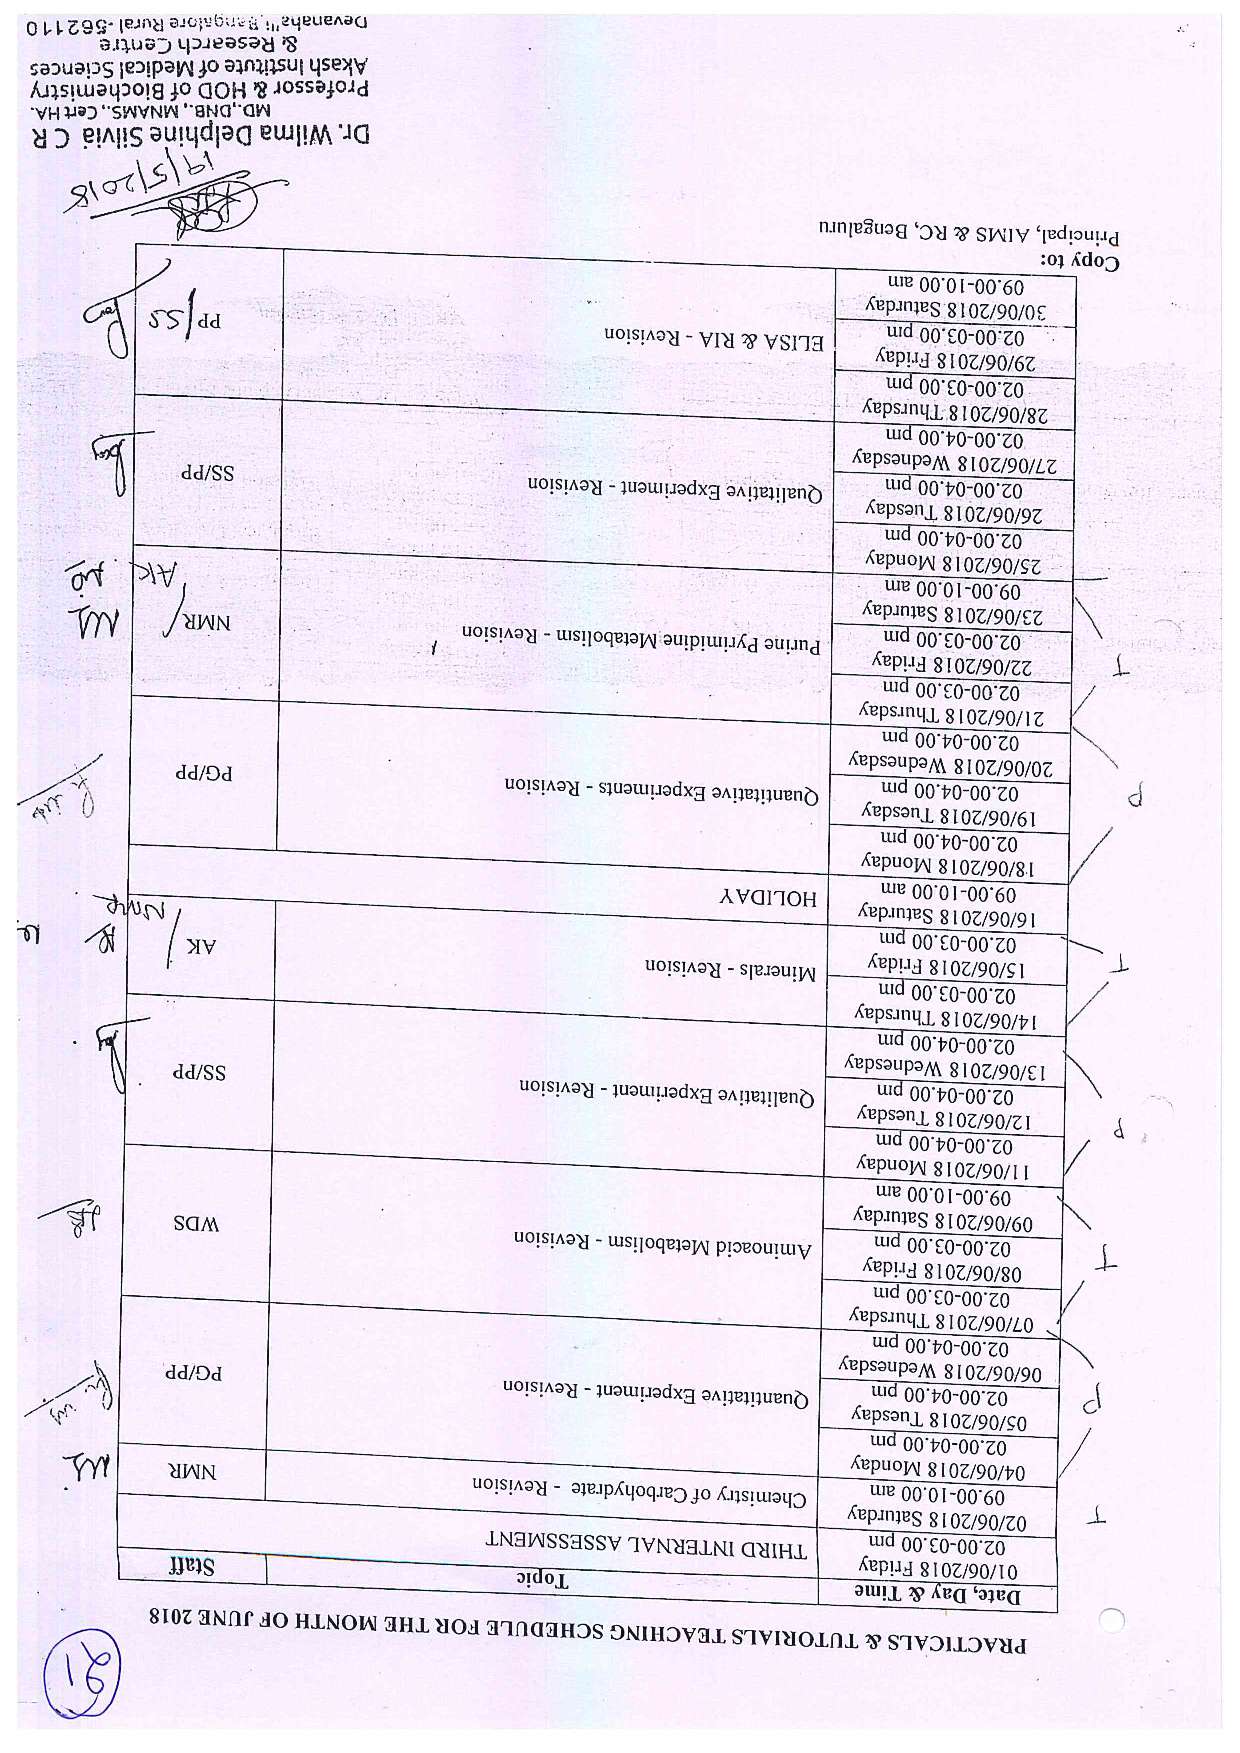 91
PRACTICALS & TUTORIALS TEACHING SCHEDULE FOR THE MONTH OF JUNE 2018
Date, Day & Time Topic Staff
01/06/2018 Friday
02.00-03.00 pm THIRD INTERNAL ASSESSMENT
02/06/2018 Saturday
09.00-10.00 am Chemistry of Carbohydrate - Revision NMR
T
04/06/2018 Monday
02.00-04.00 pm
05/06/2018 Tuesday
02.00-04.00 pm
06/06/2018 Wednesday
02.00-04.00 pm
Quantitative Experiment - Revision PG/PP
P
07/06/2018 Thursday
02.00-03.00 pm
08/06/2018 Friday
02.00-03.00 pm
09/06/2018 Saturday
09.00-10.00 am
Aminoacid Metabolism - Revision WDS
T
11/06/2018 Monday
02.00-04.00 pm
12/06/2018 Tuesday
02.00-04.00 pm
13/06/2018 Wednesday
02.00-04.00 pm
Qualitative Experiment - Revision SS/PP
P
14/06/2018 Thursday
02.00-03.00 pm
15/06/2018 Friday
02.00-03.00 pm
Minerals - Revision AK / NMR
T
16/06/2018 Saturday
09.00-10.00 am HOLIDAY
18/06/2018 Monday
02.00-04.00 pm
19/06/2018 Tuesday
02.00-04.00 pm
20/06/2018 Wednesday
02.00-04.00 pm
Quantitative Experiments - Revision PG/PP
P
21/06/2018 Thursday
02.00-03.00 pm
22/06/2018 Friday
02.00-03.00 pm
23/06/2018 Saturday
09.00-10.00 am
Purine Pyrimidine Metabolism - Revision NMR / AK
T
25/06/2018 Monday
02.00-04.00 pm
26/06/2018 Tuesday
02.00-04.00 pm
27/06/2018 Wednesday
02.00-04.00 pm
Qualitative Experiment - Revision SS/PP
28/06/2018 Thursday
02.00-03.00 pm
29/06/2018 Friday
02.00-03.00 pm
30/06/2018 Saturday
09.00-10.00 am
ELISA & RIA - Revision PP /SS
Copy to:
Principal, AIMS & RC, Bengaluru
19/5/2018
Dr. Wilma Delphine Silvia C R
MD.,DNB., MNAMS., Cert HA.
Professor & HOD of Biochemistry
Akash Institute of Medical Sciences
& Research Centre
Bangalore Rural -562110